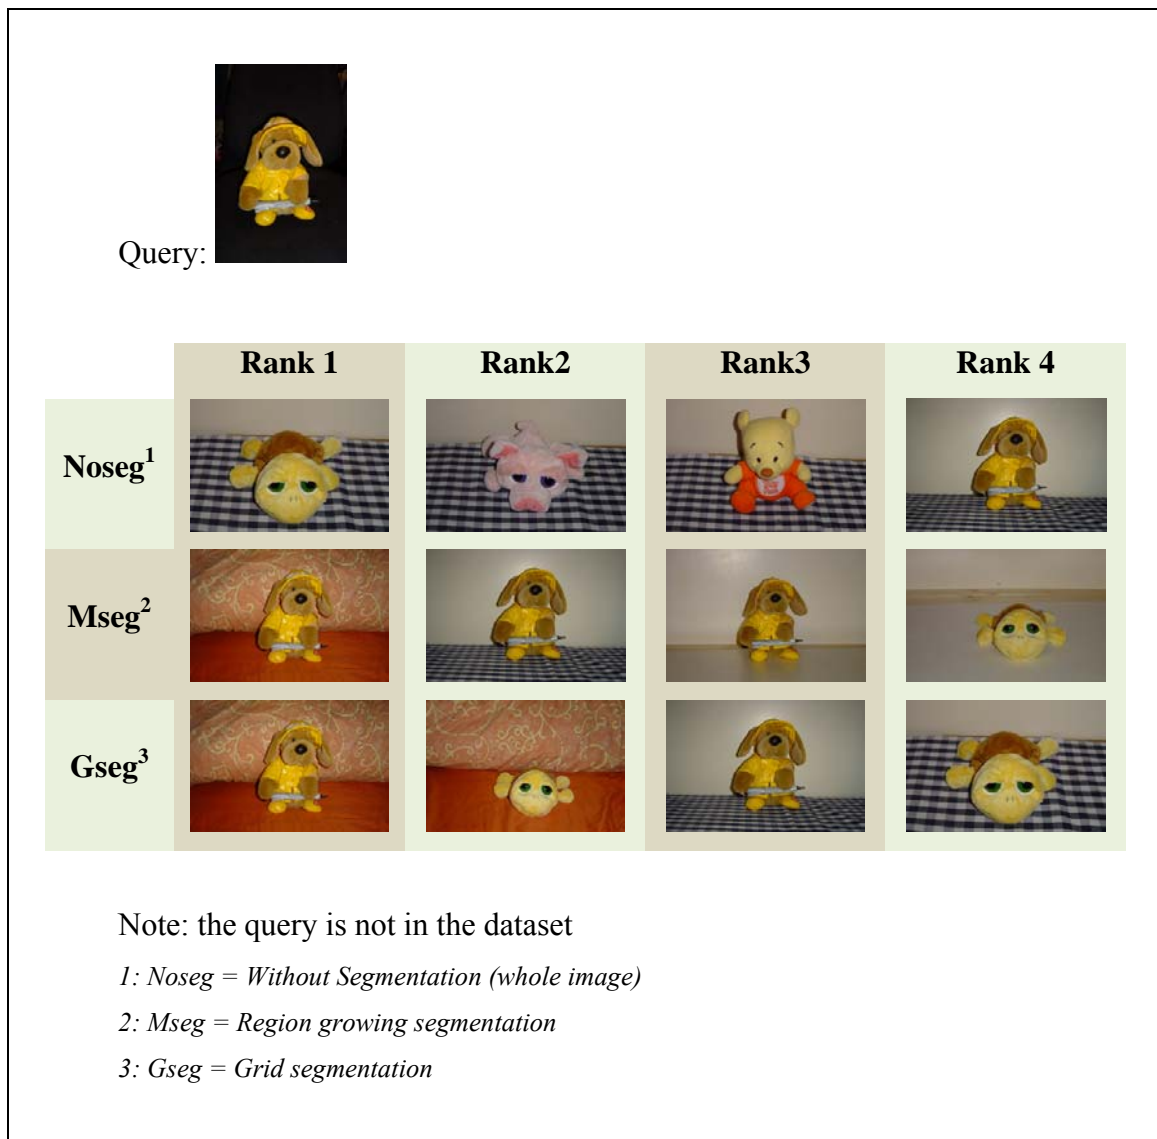 Query:
Rank 1 Rank2 Rank3 Rank 4
Noseg1
Mseg2
Gseg3
Note: the query is not in the dataset
1: Noseg = Without Segmentation (whole image)
2: Mseg = Region growing segmentation
3: Gseg = Grid segmentation